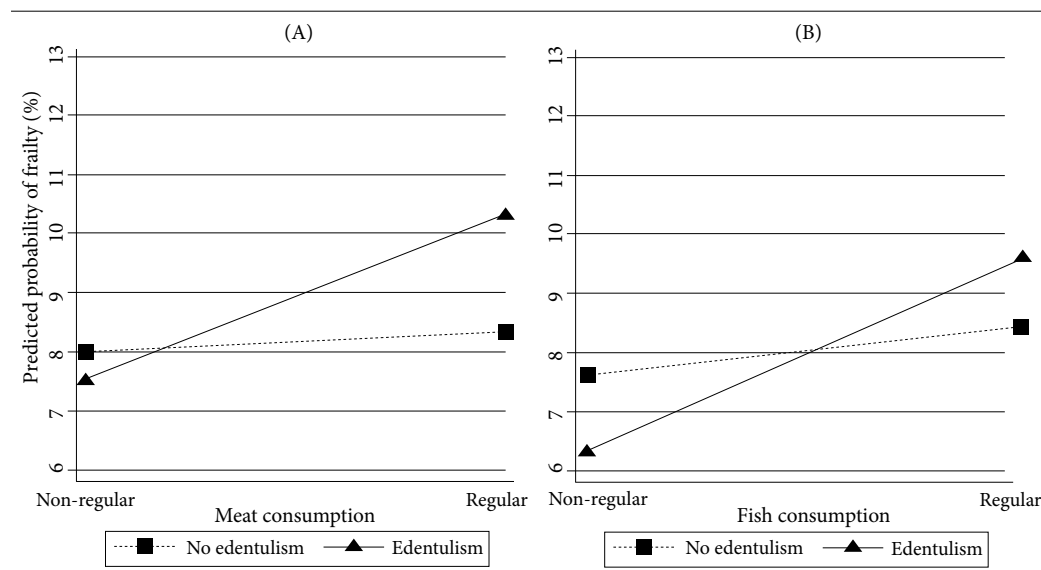 (A)
Predicted probability of frailty (%)
13
12
11
10
9
8
7
6
Non-regular
Regular
Meat consumption
No edentulism
Edentulism
(B)
13
12
11
10
9
8
7
6
Non-regular
Regular
Fish consumption
No edentulism
Edentulism